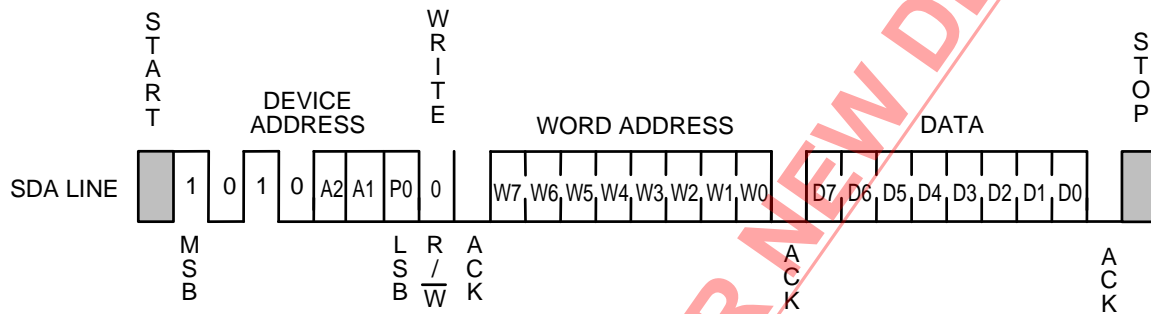 START
WRITE
STOP
DEVICE
ADDRESS
WORD ADDRESS
DATA
SDA LINE
1 0 1 0 A2 A1 P0 0 W7 W6 W5 W4 W3 W2 W1 W0 D7 D6 D5 D4 D3 D2 D1 D0
MSB
LSB
R/W
ACK
ACK
ACK
R NEW D